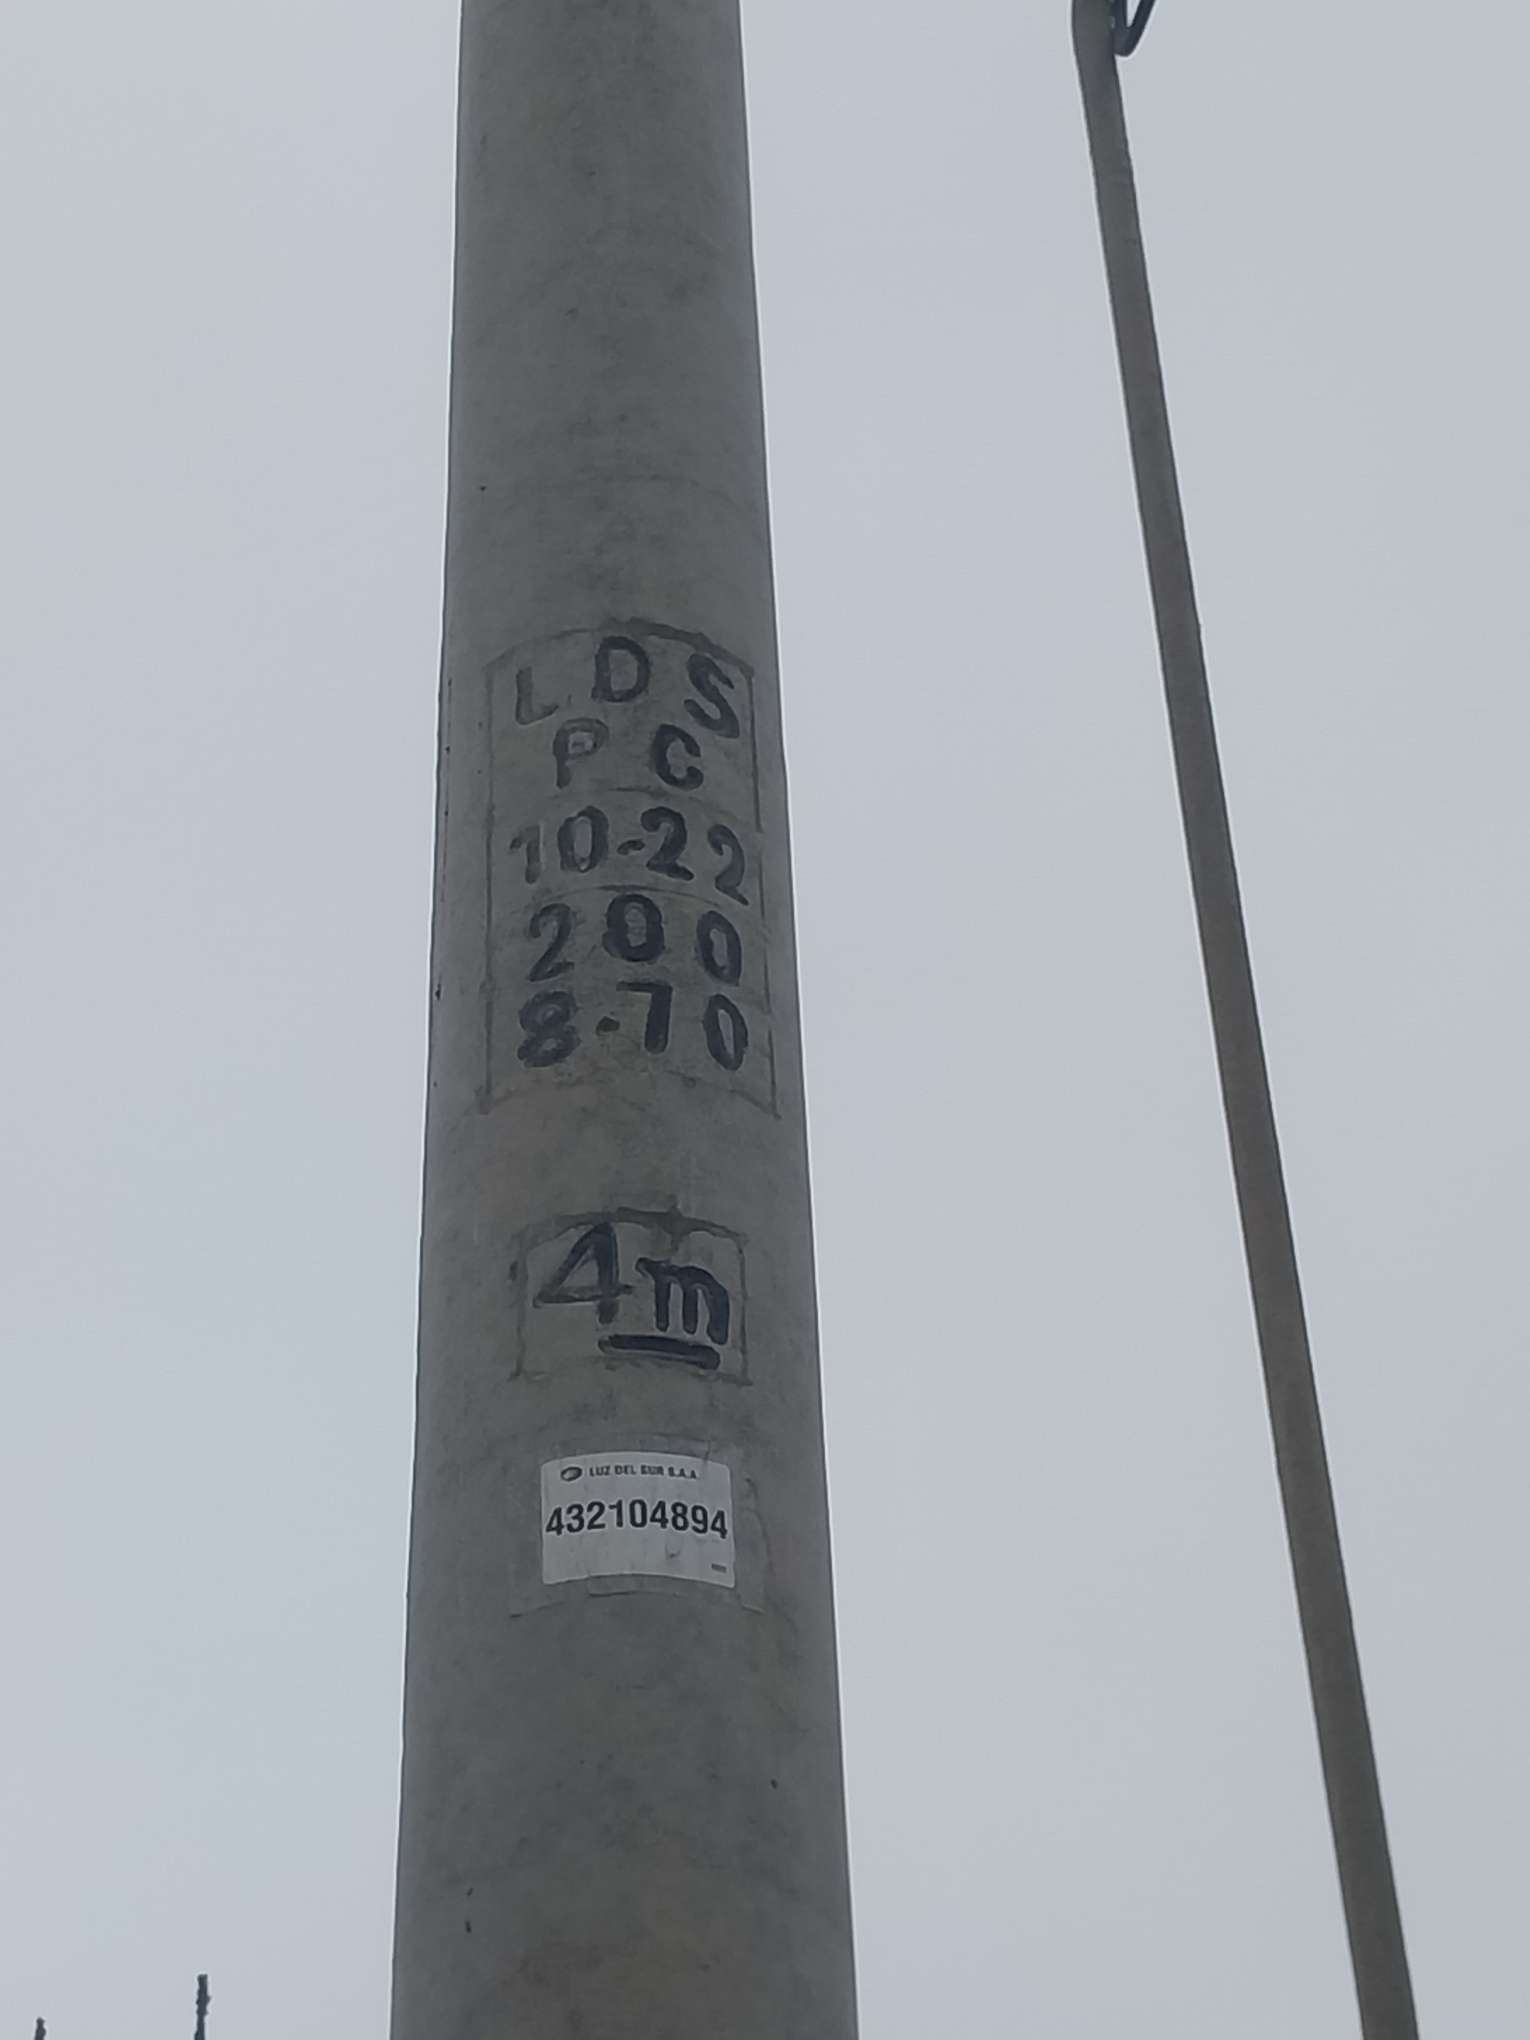 LDS
PC
10-22
200
8.70
4m
LUZ DEL SUR S.A.A.
432104894